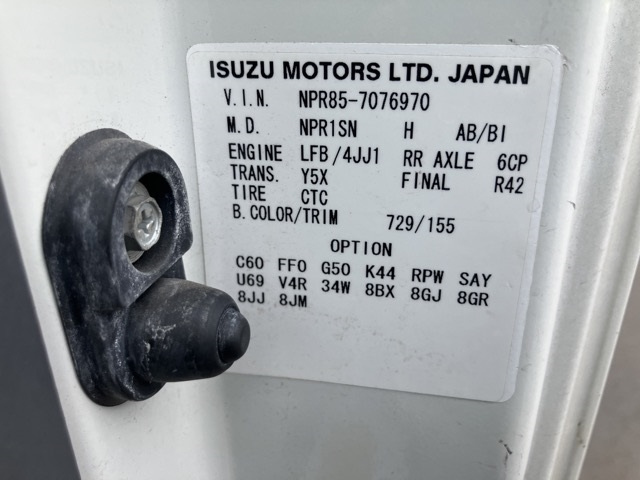 ISUZU MOTORS LTD. JAPAN
V.I.N. NPR85-7076970
M.D. NPR1SN H AB/BI
ENGINE LFB/4JJ1 RR AXLE 6CP
TRANS. Y5X FINAL R42
TIRE CTC
B.COLOR/TRIM 729/155
OPTION
C60 FF0 G50 K44 RPW SAY
U69 V4R 34W 8BX 8GJ 8GR
8JJ 8JM